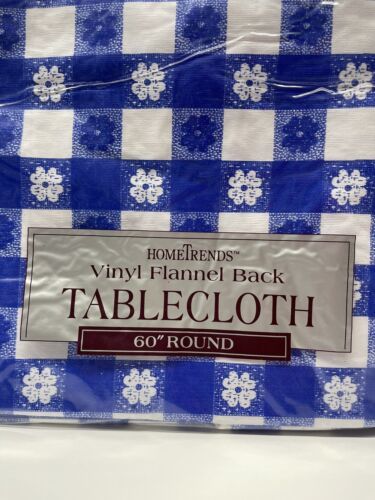 HOMETRENDS™
Vinyl Flannel Back
TABLECLOTH
60" ROUND